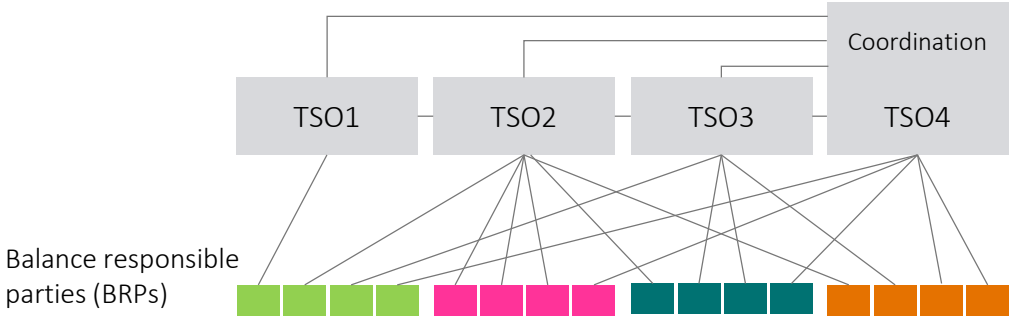 Coordination
TSO1
TSO2
TSO3
TSO4
Balance responsible
parties (BRPs)